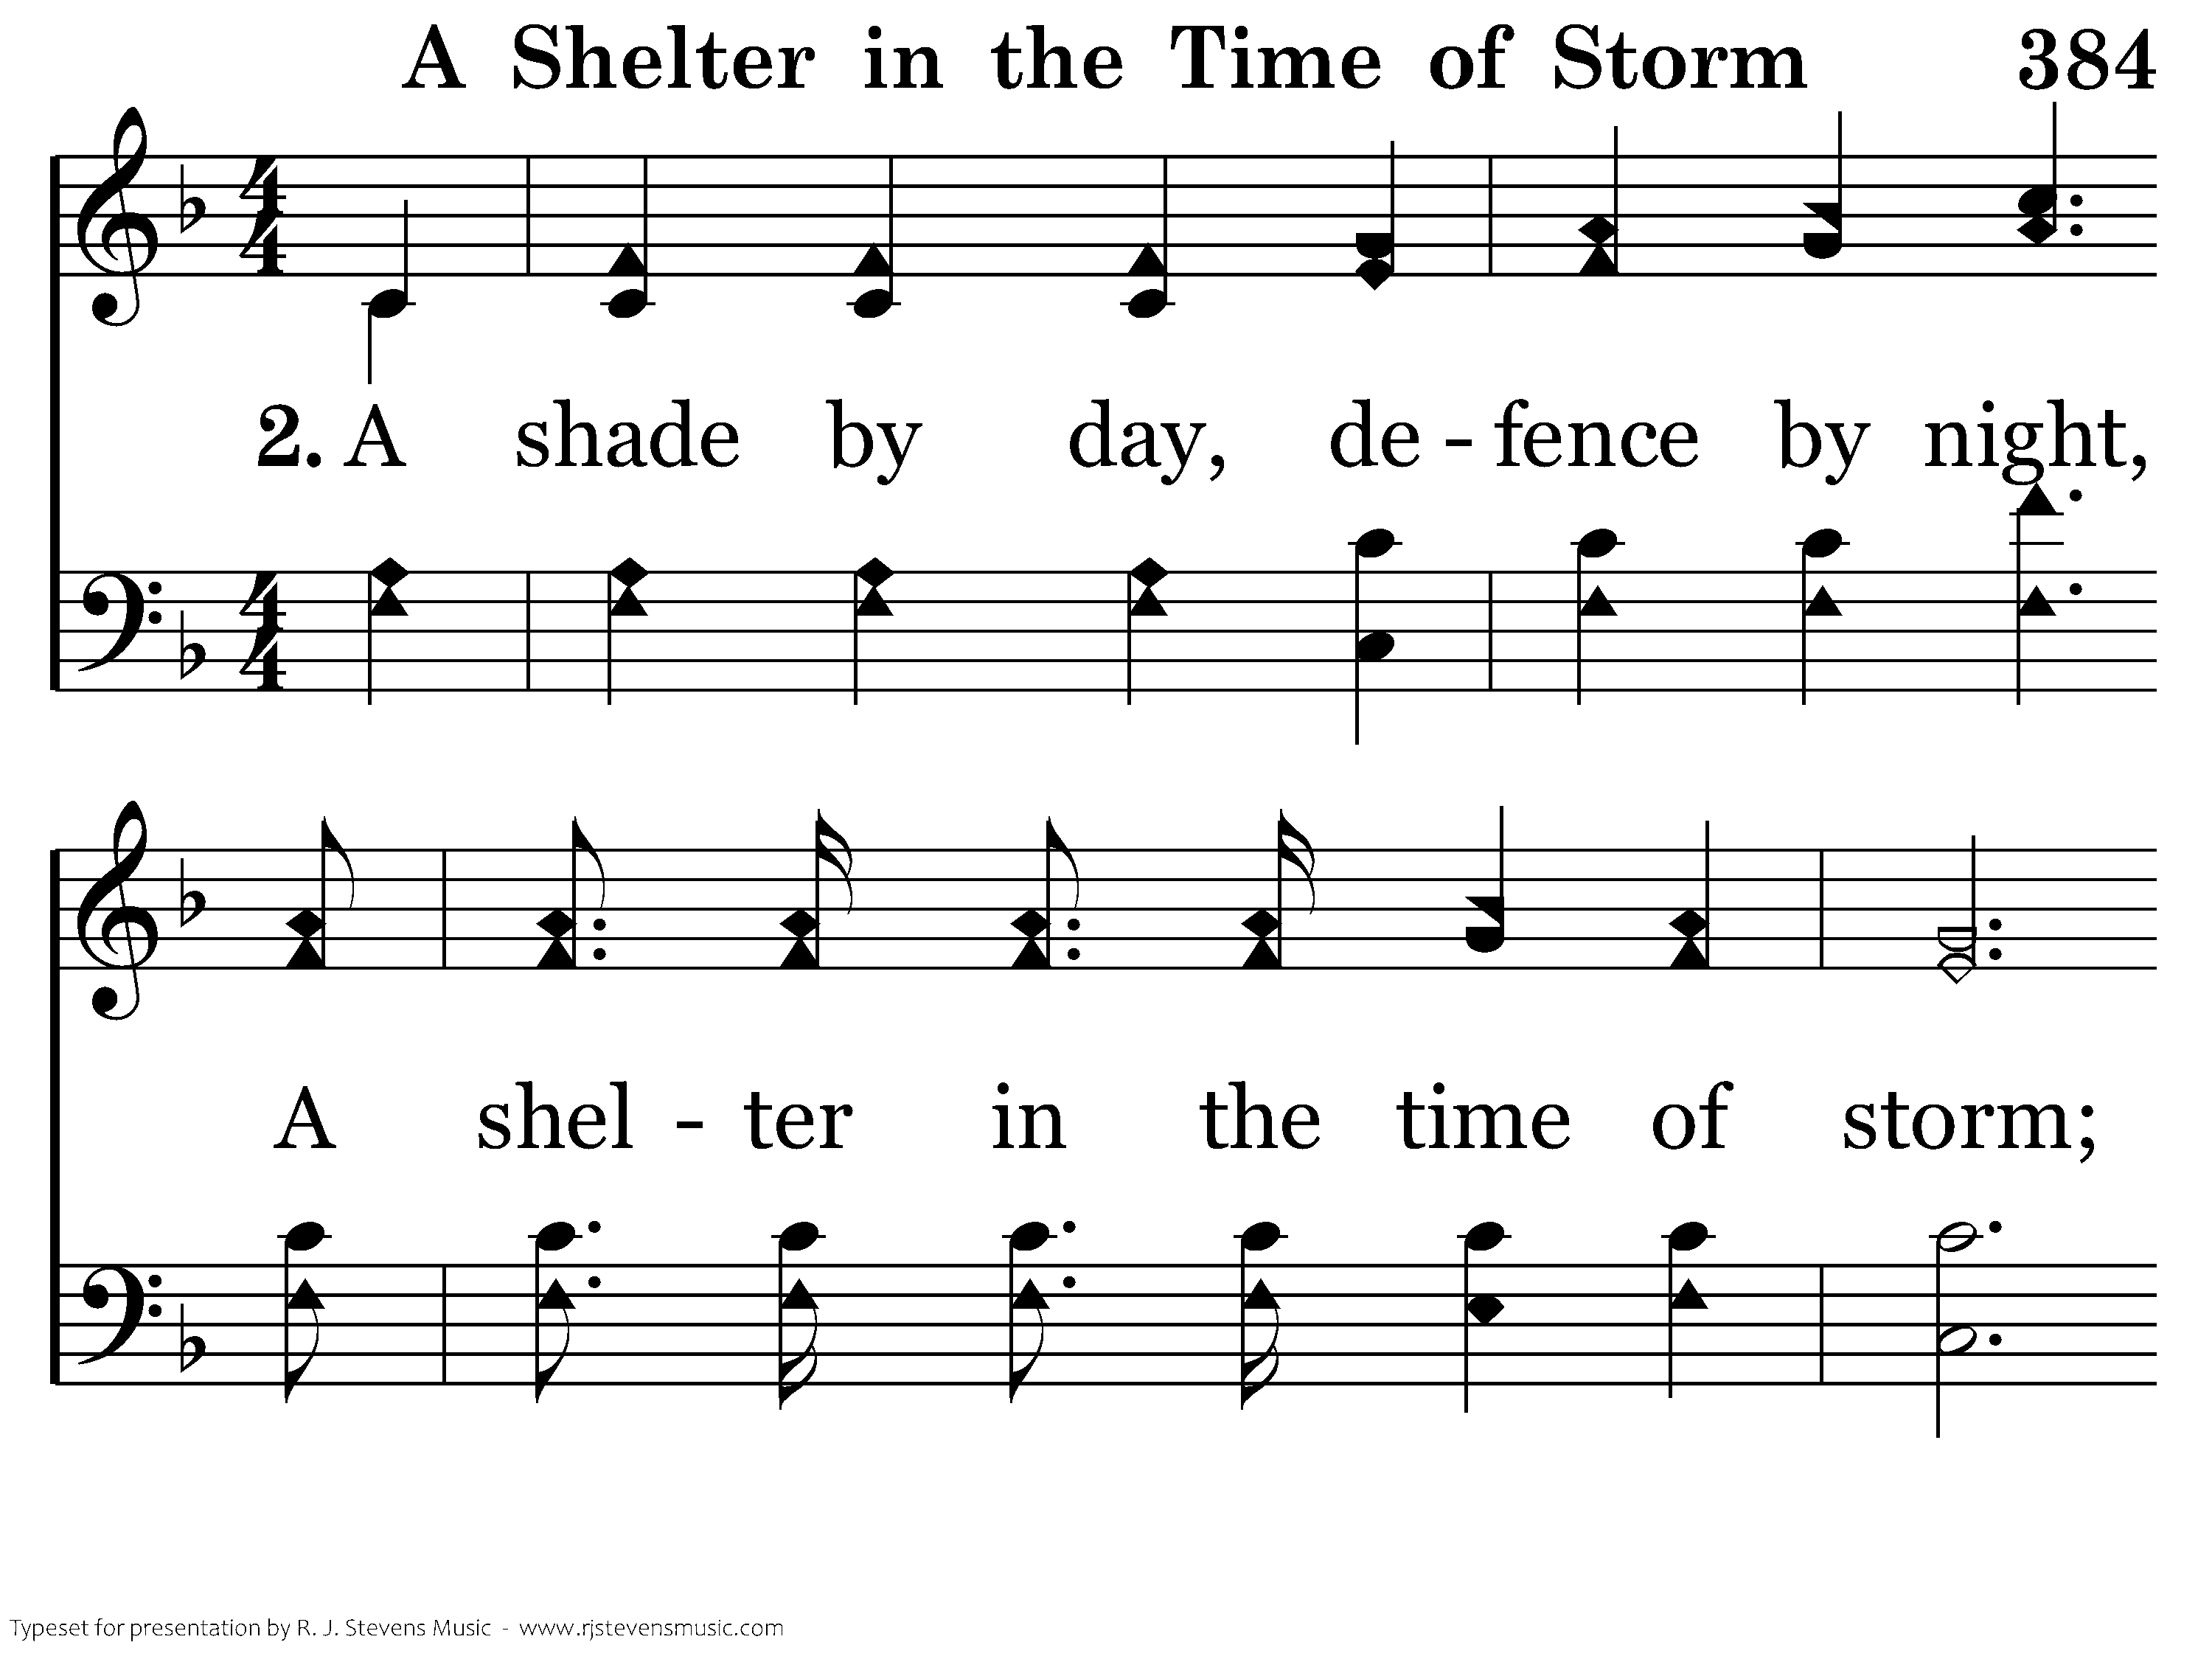 A Shelter in the Time of Storm 384
2. A shade by day, de - fence by night,
A shel - ter in the time of storm;
Typeset for presentation by R. J. Stevens Music - www.rjstevensmusic.com